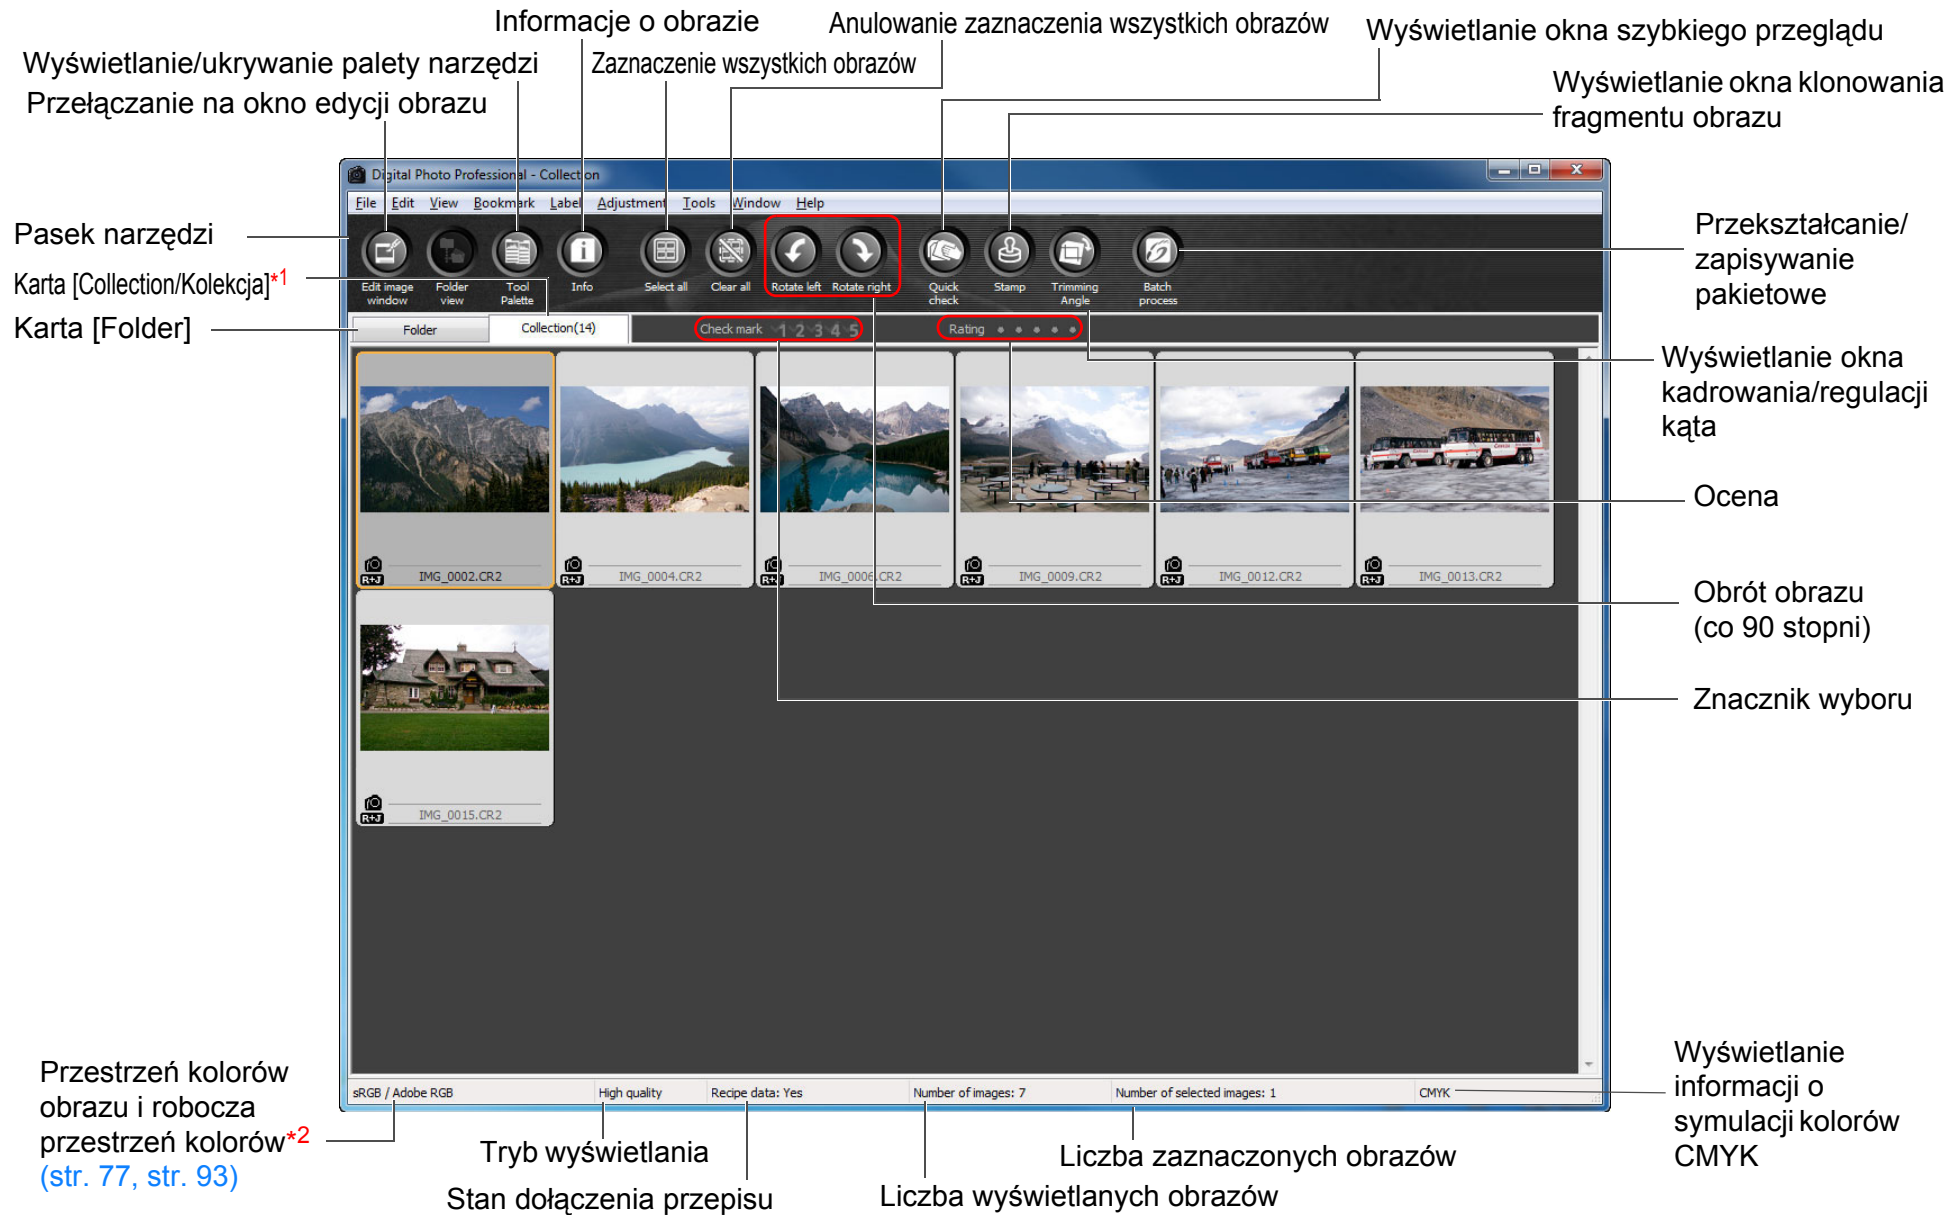 Informacje o obrazie
Anulowanie zaznaczenia wszystkich obrazów
Wyświetlanie okna szybkiego przeglądu
Wyświetlanie/ukrywanie palety narzędzi
Zaznaczenie wszystkich obrazów
Przełączanie na okno edycji obrazu
Wyświetlanie okna klonowania
fragmentu obrazu
Digital Photo Professional - Collection
File Edit View Bookmark Label Adjustment Tools Window Help
Pasek narzędzi
Karta [Collection/Kolekcja]*1
Karta [Folder]
Edit image
window
Folder
view
Tool
Palette
Info
Select all
Clear all
Rotate left
Rotate right
Quick
check
Stamp
Trimming
Angle
Batch
process
Folder
Collection(14)
Check mark 1 2 3 4 5
Rating
Przekształcanie/
zapisywanie
pakietowe
Wyświetlanie okna
kadrowania/regulacji
kąta
Ocena
Obrót obrazu
(co 90 stopni)
Znacznik wyboru
R+J IMG_0002.CR2
R+J IMG_0004.CR2
R+J IMG_0006.CR2
R+J IMG_0009.CR2
R+J IMG_0012.CR2
R+J IMG_0013.CR2
R+J IMG_0015.CR2
sRGB / Adobe RGB
High quality
Recipe data: Yes
Number of images: 7
Number of selected images: 1
CMYK
Przestrzeń kolorów
obrazu i robocza
przestrzeń kolorów*2
(str. 77, str. 93)
Tryb wyświetlania
Stan dołączenia przepisu
Liczba wyświetlanych obrazów
Liczba zaznaczonych obrazów
Wyświetlanie
informacji o
symulacji kolorów
CMYK